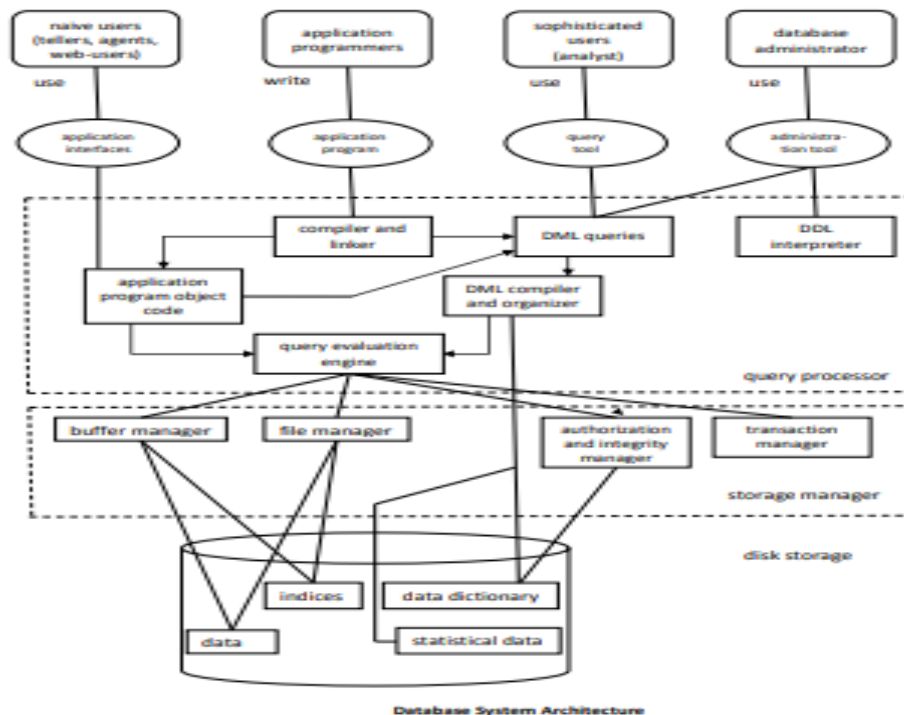 naive users
(tellers, agents,
web-users)
application
programmers
sophisticated
users
(analyst)
database
administrator
use
write
use
use
application
interfaces
application
program
query
tool
administra-
tion tool
compiler and
linker
DML queries
DDL
interpreter
application
program object
code
DML compiler
and organizer
query evaluation
engine
query processor
buffer manager
file manager
authorization
and integrity
manager
transaction
manager
storage manager
disk storage
indices
data dictionary
data
statistical data
Database System Architecture